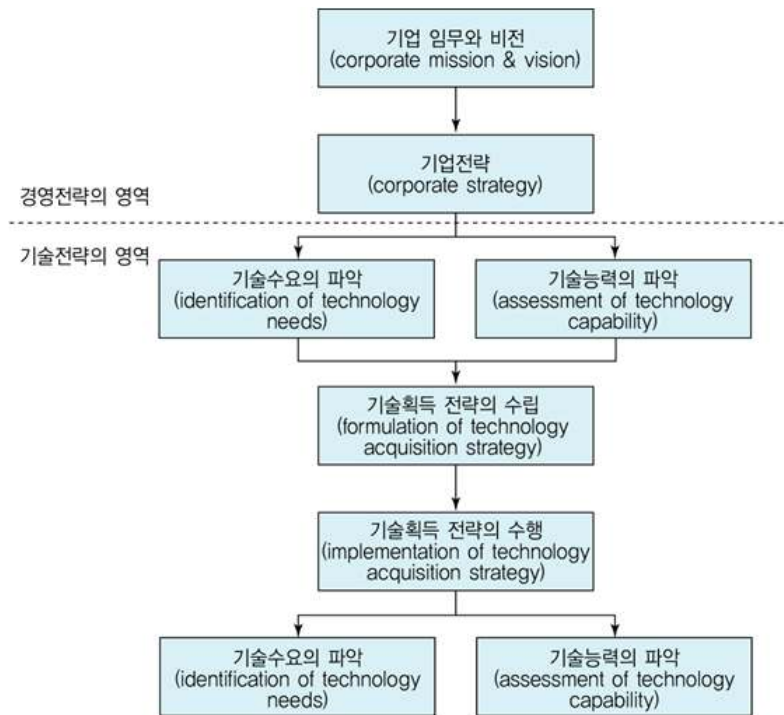 기업 임무와 비전
(corporate mission & vision)
기업전략
(corporate strategy)
경영전략의 영역
기술전략의 영역
기술수요의 파악
(identification of technology
needs)
기술능력의 파악
(assessment of technology
capability)
기술획득 전략의 수립
(formulation of technology
acquisition strategy)
기술획득 전략의 수행
(implementation of technology
acquisition strategy)
기술수요의 파악
(identification of technology
needs)
기술능력의 파악
(assessment of technology
capability)